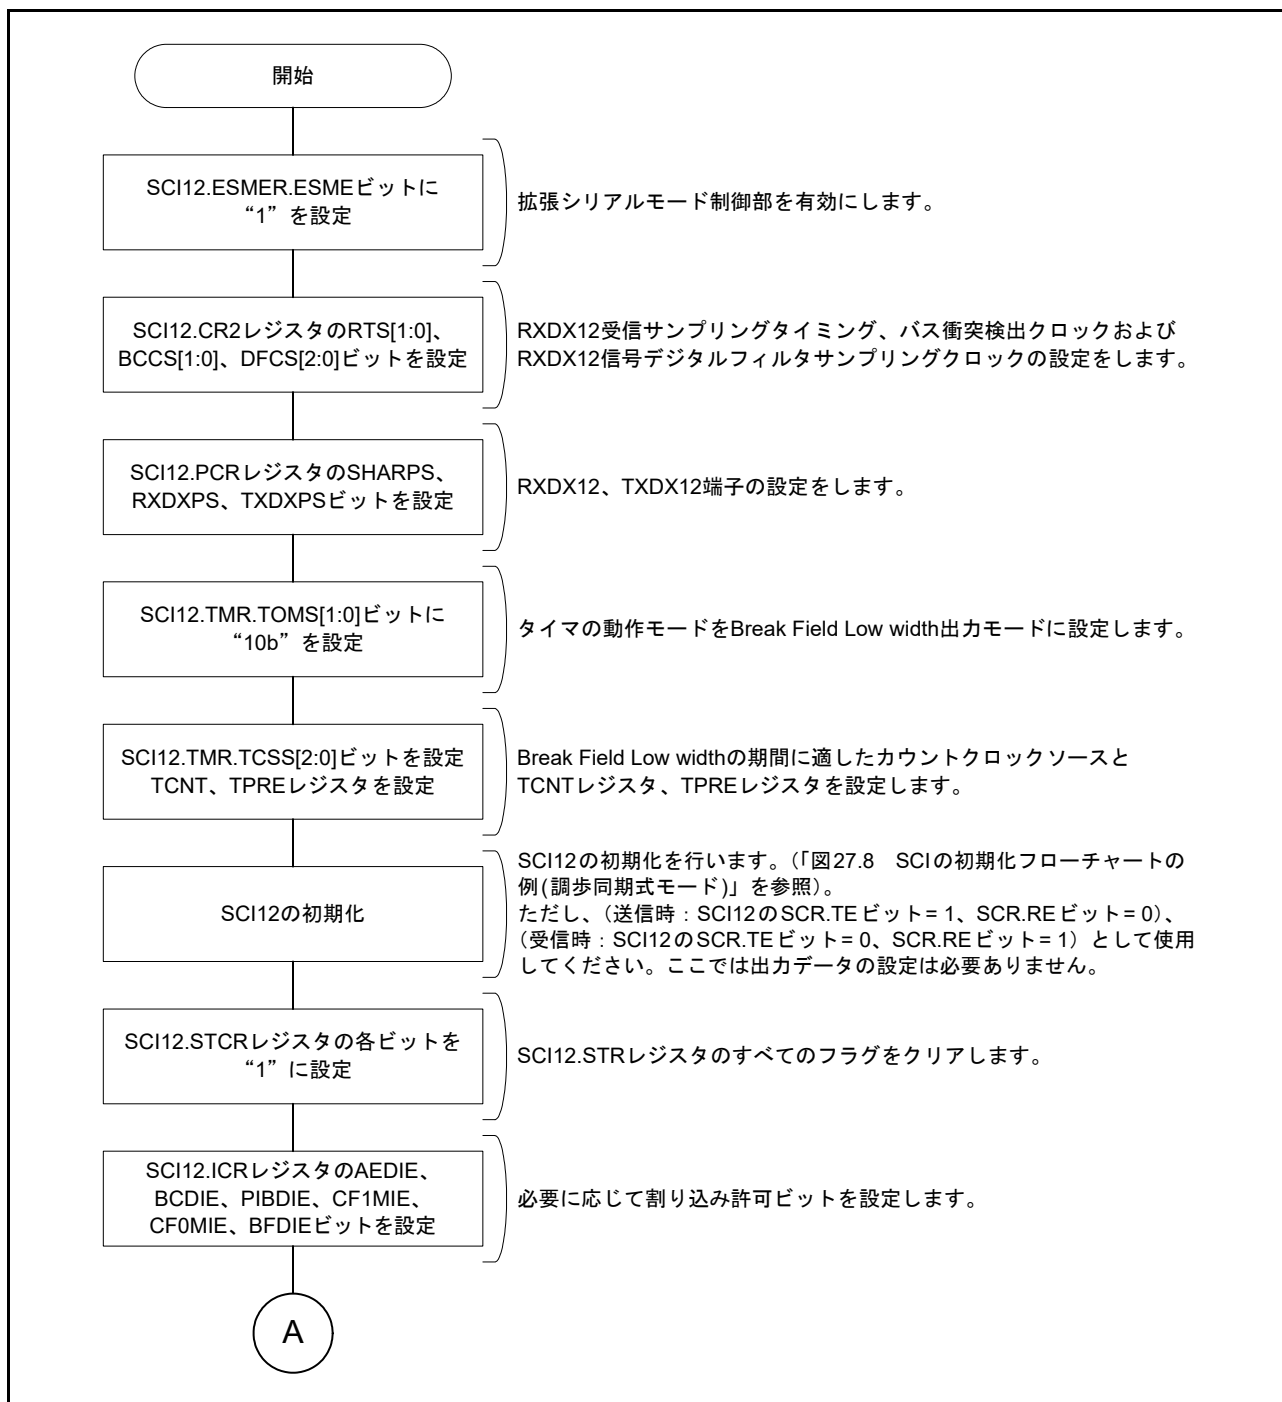 開始
SCI12.ESMER.ESMEビットに
“1”を設定
拡張シリアルモード制御部を有効にします。
SCI12.CR2レジスタのRTS[1:0]、
BCCS[1:0]、DFCS[2:0]ビットを設定
RXDX12受信サンプリングタイミング、バス衝突検出クロックおよび
RXDX12信号デジタルフィルタサンプリングクロックの設定をします。
SCI12.PCRレジスタのSHARPS、
RXDXPS、TXDXPSビットを設定
RXDX12、TXDX12端子の設定をします。
SCI12.TMR.TOMS[1:0]ビットに
“10b”を設定
タイマの動作モードをBreak Field Low width出力モードに設定します。
SCI12.TMR.TCSS[2:0]ビットを設定
TCNT、TPREレジスタを設定
Break Field Low widthの期間に適したカウントクロックソースと
TCNTレジスタ、TPREレジスタを設定します。
SCI12の初期化
SCI12の初期化を行います。(「図27.8　SCIの初期化フローチャートの
例(調歩同期式モード)」を参照)。
ただし、(送信時：SCI12のSCR.TEビット= 1、SCR.REビット= 0)、
(受信時：SCI12のSCR.TEビット= 0、SCR.REビット= 1) として使用
してください。ここでは出力データの設定は必要ありません。
SCI12.STCRレジスタの各ビットを
“1”に設定
SCI12.STRレジスタのすべてのフラグをクリアします。
SCI12.ICRレジスタのAEDIE、
BCDIE、PIBDIE、CF1MIE、
CF0MIE、BFDIEビットを設定
必要に応じて割り込み許可ビットを設定します。
A